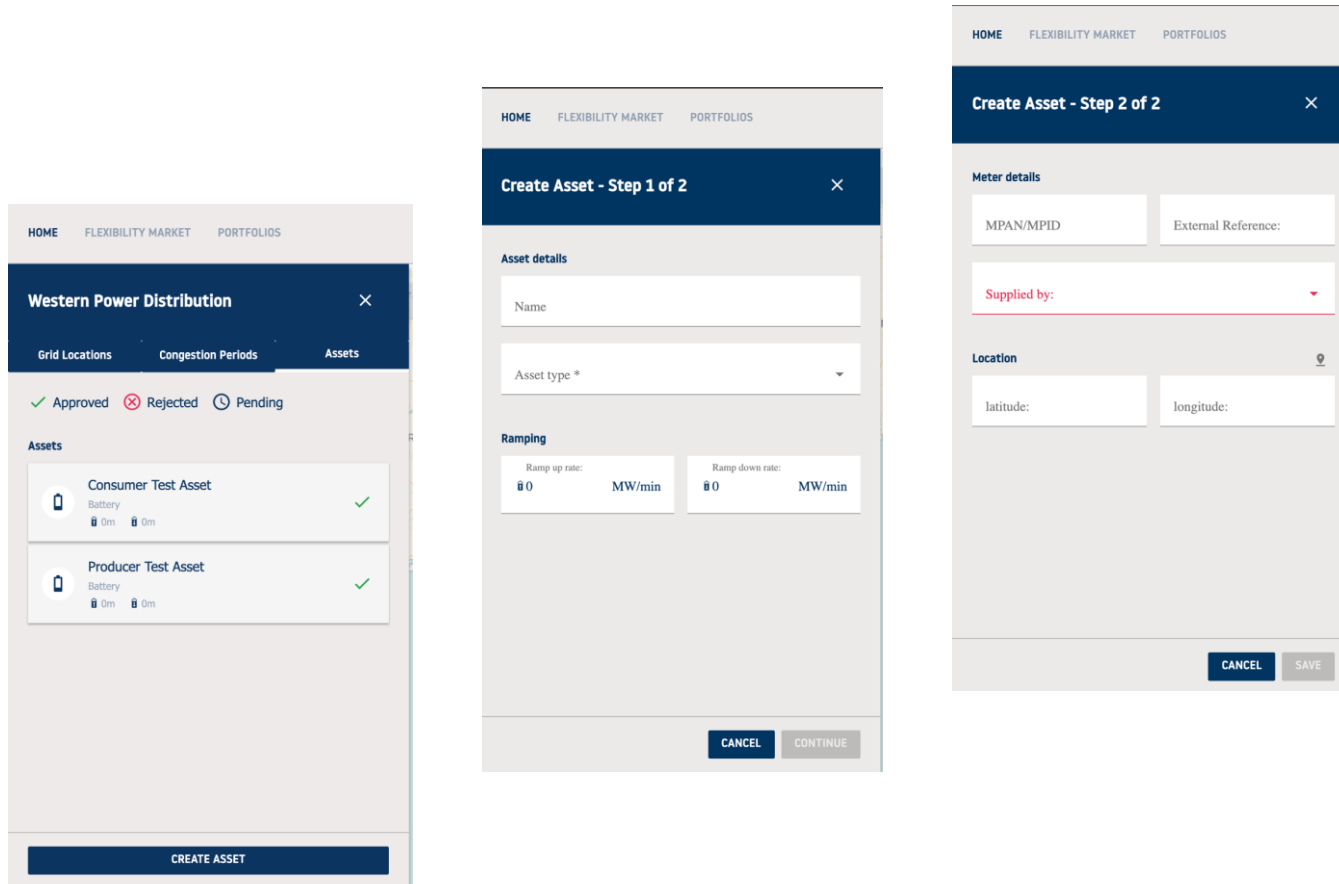 HOME FLEXIBILITY MARKET PORTFOLIOS
Western Power Distribution
Grid Locations Congestion Periods Assets
Approved Rejected Pending
Assets
Consumer Test Asset
Battery
0m 0m
Producer Test Asset
Battery
0m 0m
CREATE ASSET
HOME FLEXIBILITY MARKET PORTFOLIOS
Create Asset - Step 1 of 2
Asset details
Name
Asset type *
Ramping
Ramp up rate: Ramp down rate:
0 MW/min 0 MW/min
CANCEL CONTINUE
HOME FLEXIBILITY MARKET PORTFOLIOS
Create Asset - Step 2 of 2
Meter details
MPAN/MPID External Reference:
Supplied by:
Location
latitude: longitude:
CANCEL SAVE